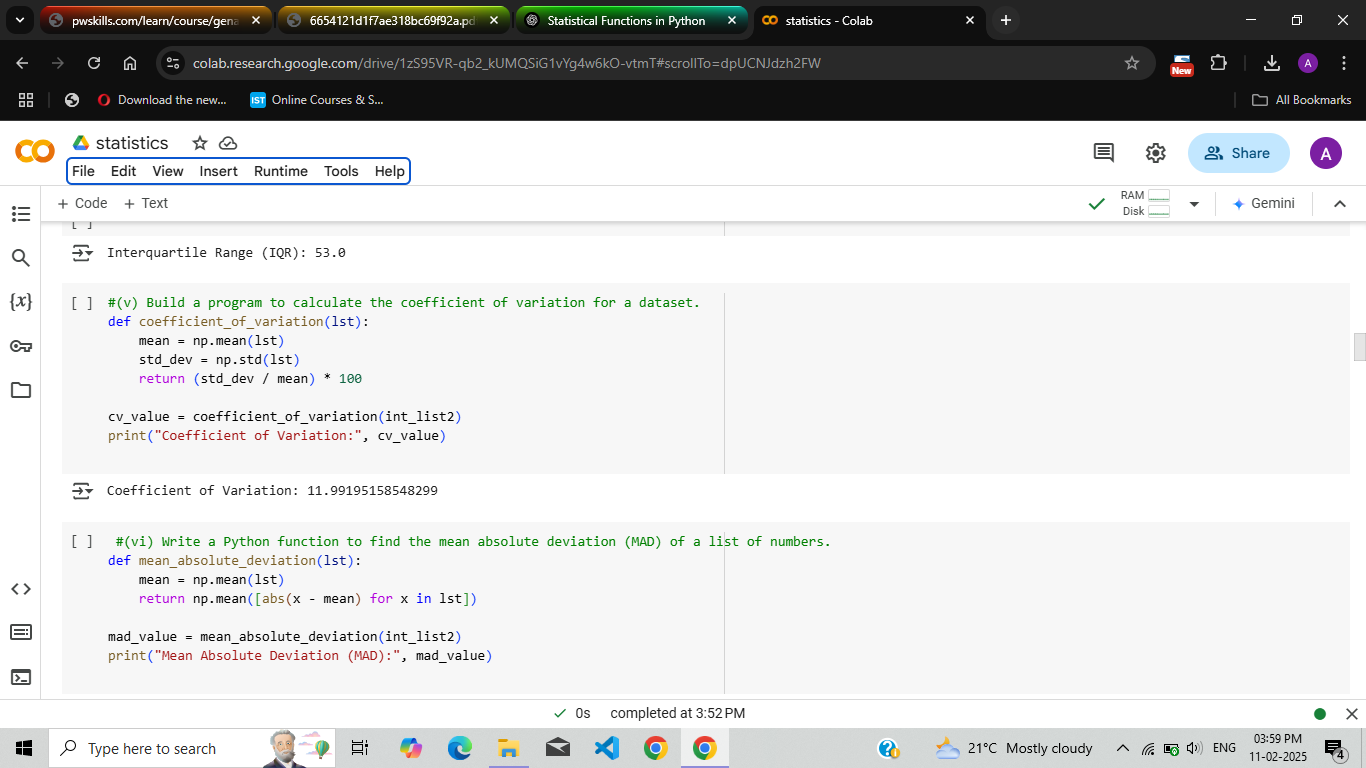 pwskills.com/learn/course/gena
6654121d1f7ae318bc69f92a.pd
Statistical Functions in Python
statistics - Colab
colab.research.google.com/drive/1zS95VR-qb2_kUMQSiG1vYg4w6kO-vtmT#scrollTo=dpUCNJdzh2FW
New
A
Download the new...
IST
Online Courses & S...
All Bookmarks
statistics
File Edit View Insert Runtime Tools Help
Share
A
+ Code + Text
RAM
Disk
Gemini
[ ]
Interquartile Range (IQR): 53.0
[ ] #(v) Build a program to calculate the coefficient of variation for a dataset.
def coefficient_of_variation(lst):
    mean = np.mean(lst)
    std_dev = np.std(lst)
    return (std_dev / mean) * 100
cv_value = coefficient_of_variation(int_list2)
print("Coefficient of Variation:", cv_value)
Coefficient of Variation: 11.99195158548299
[ ] #(vi) Write a Python function to find the mean absolute deviation (MAD) of a list of numbers.
def mean_absolute_deviation(lst):
    mean = np.mean(lst)
    return np.mean([abs(x - mean) for x in lst])
mad_value = mean_absolute_deviation(int_list2)
print("Mean Absolute Deviation (MAD):", mad_value)
{x}
0s completed at 3:52 PM
Type here to search
21°C Mostly cloudy
ENG
03:59 PM
11-02-2025
4